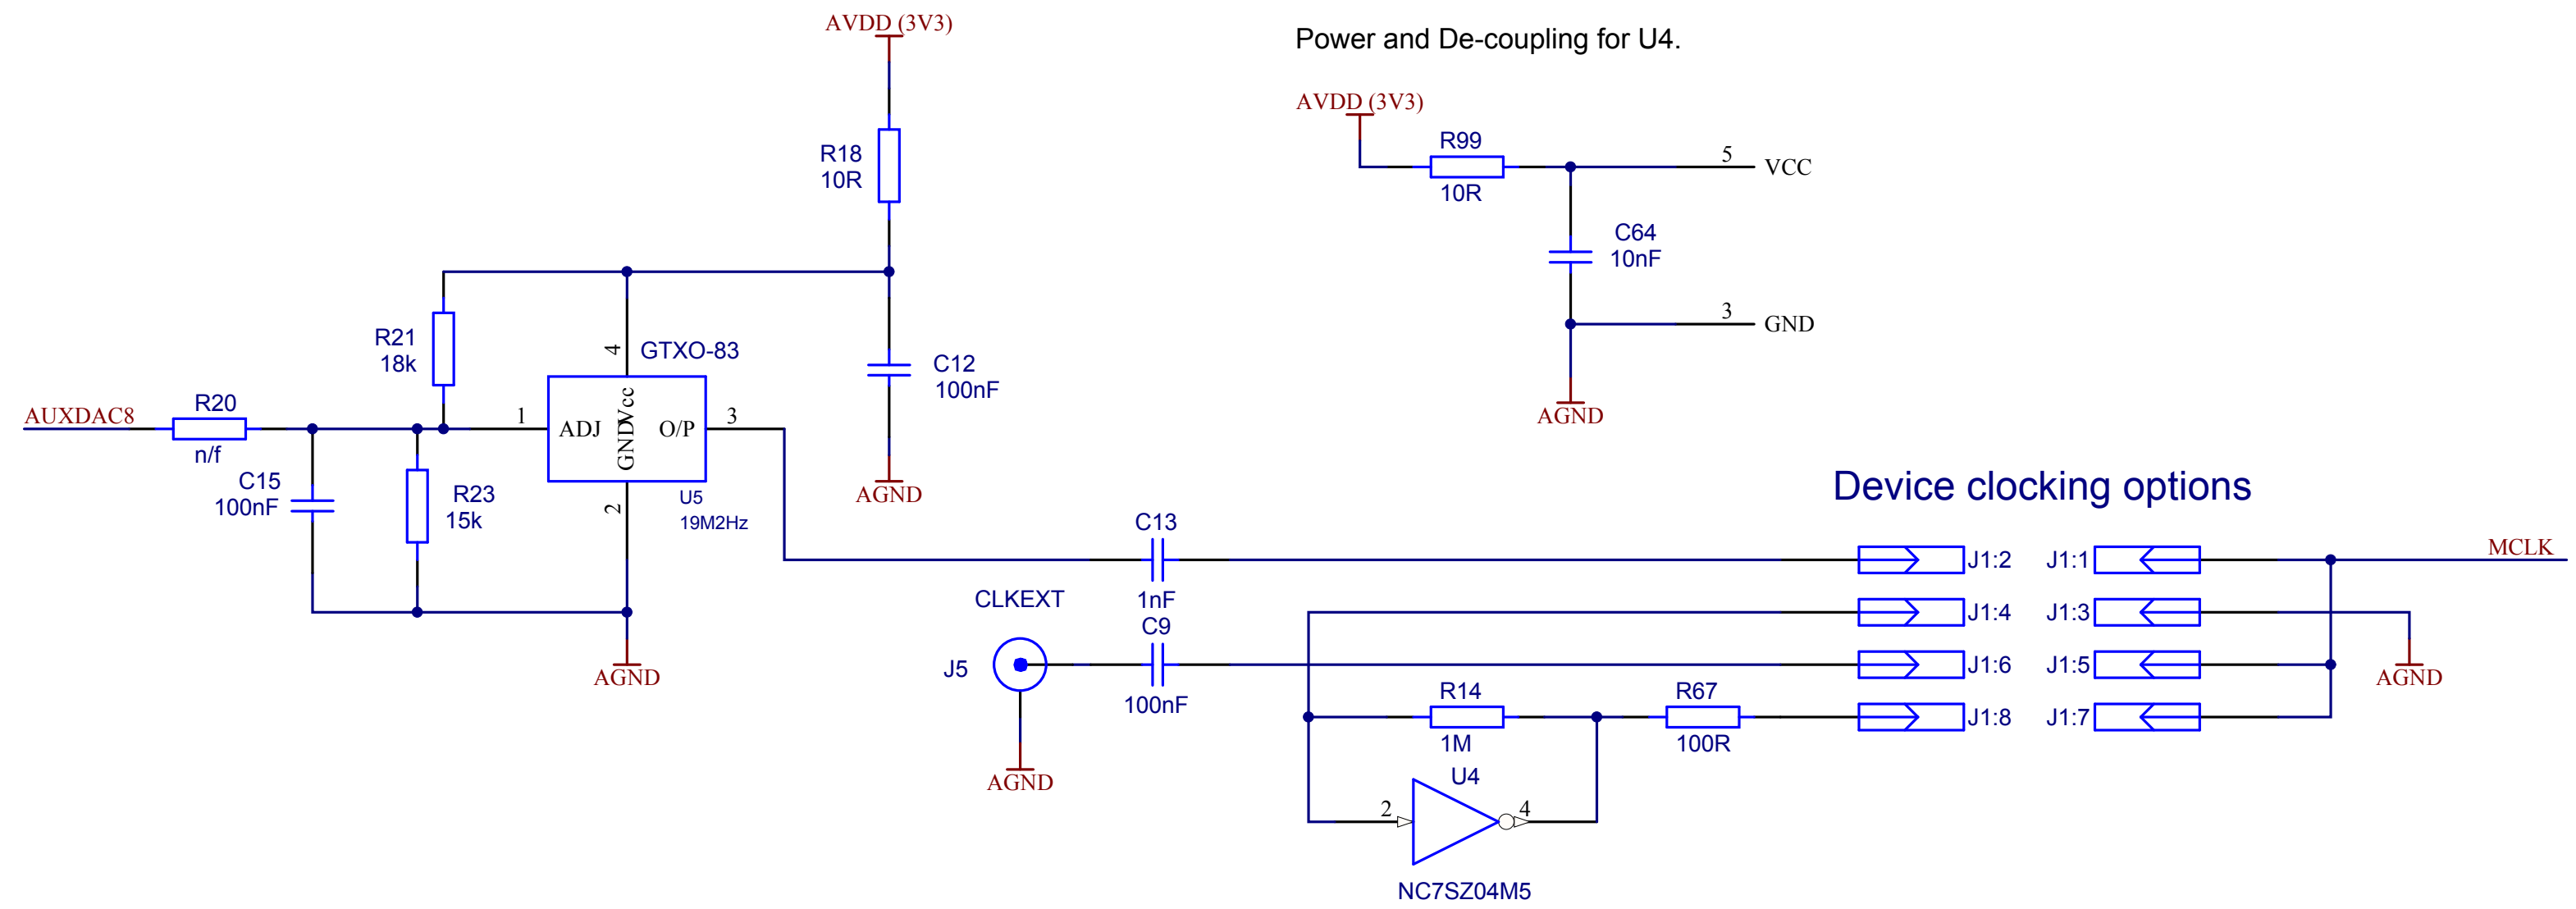 AVDD (3V3)
Power and De-coupling for U4.
AVDD (3V3)
R99
10R
5
VCC
R18
10R
C64
10nF
3
GND
AGND
R21
18k
4
GTXO-83
C12
100nF
AGND
AUXDAC8
R20
n/f
1
ADJ
GND
Vcc
O/P
3
C15
100nF
R23
15k
2
U5
19M2Hz
AGND
Device clocking options
C13
1nF
J1:2
J1:1
MCLK
CLKEXT
C9
100nF
J1:4
J1:3
J5
J1:6
J1:5
AGND
R14
1M
R67
100R
J1:8
J1:7
AGND
U4
2
4
NC7SZ04M5